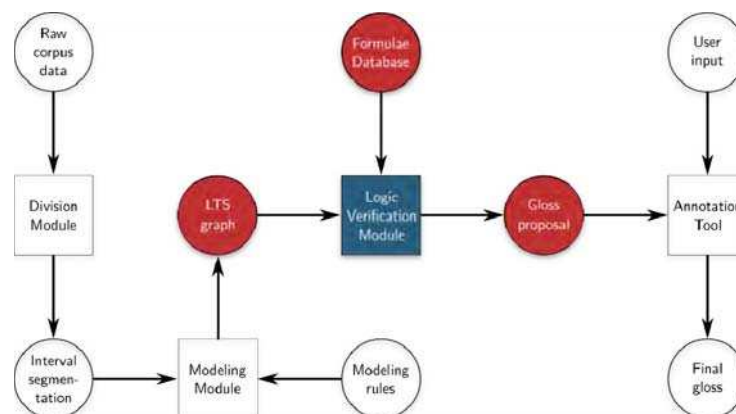 Raw
corpus
data
Formulae
Database
User
input
Division
Module
LTS
graph
Logic
Verification
Module
Gloss
proposal
Annotation
Tool
Interval
segmen-
tation
Modeling
Module
Modeling
rules
Final
gloss